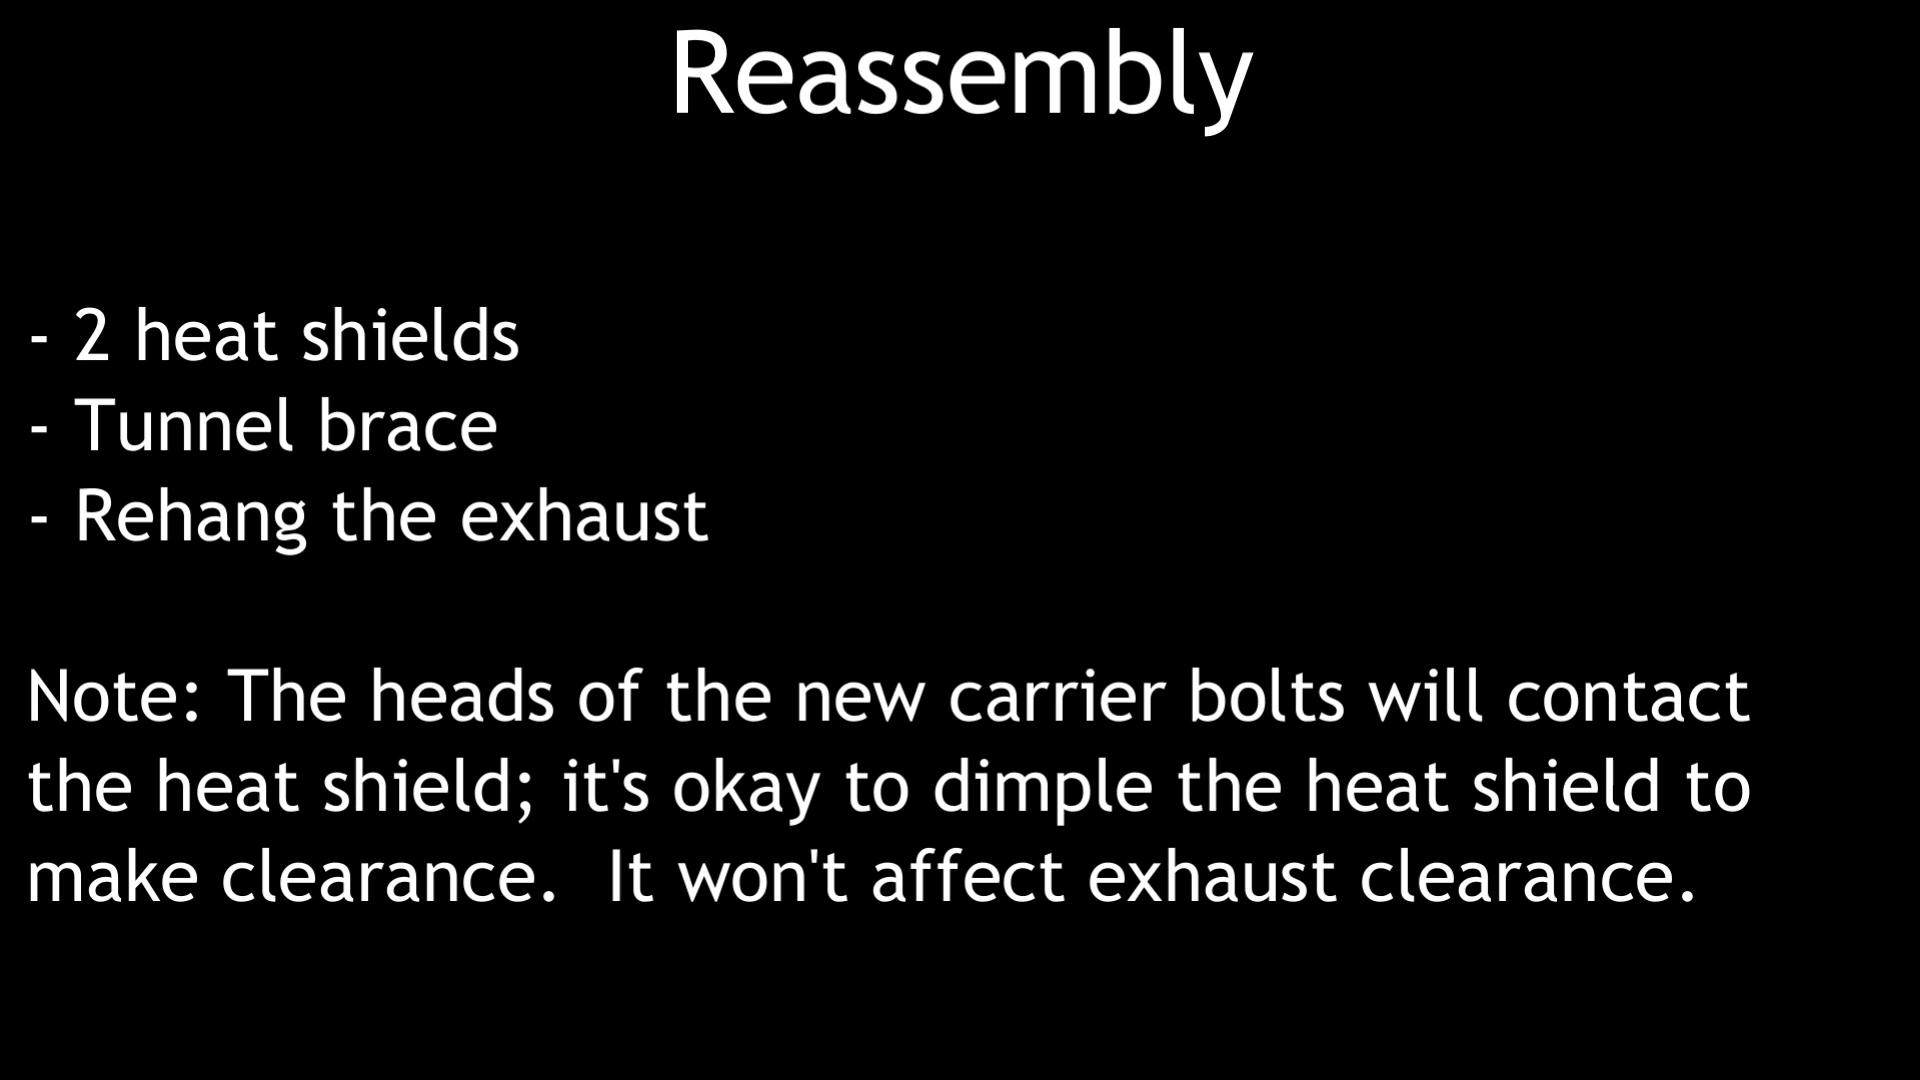 Reassembly
- 2 heat shields
- Tunnel brace
- Rehang the exhaust
Note: The heads of the new carrier bolts will contact
the heat shield; it's okay to dimple the heat shield to
make clearance.  It won't affect exhaust clearance.